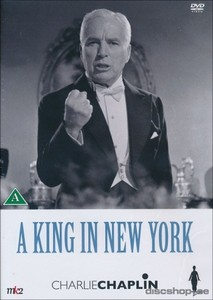 DVD
A
A KING IN NEW YORK
mk2
CHARLIE CHAPLIN
discshop.se